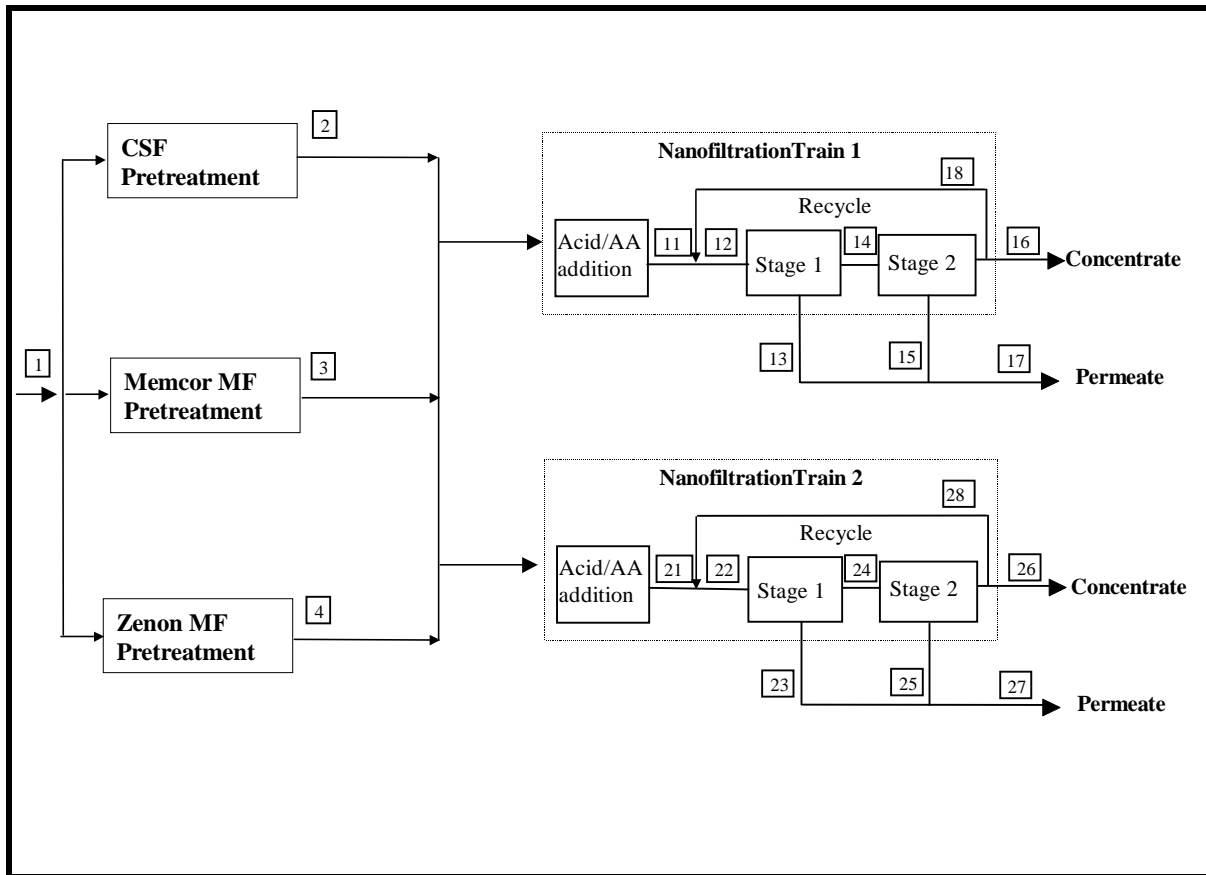 1
CSF
Pretreatment
2
Memcor MF
Pretreatment
3
Zenon MF
Pretreatment
4
NanofiltrationTrain 1
18
Recycle
Acid/AA
addition
11
12
Stage 1
14
Stage 2
16
Concentrate
13
15
17
Permeate
NanofiltrationTrain 2
28
Recycle
Acid/AA
addition
21
22
Stage 1
24
Stage 2
26
Concentrate
23
25
27
Permeate